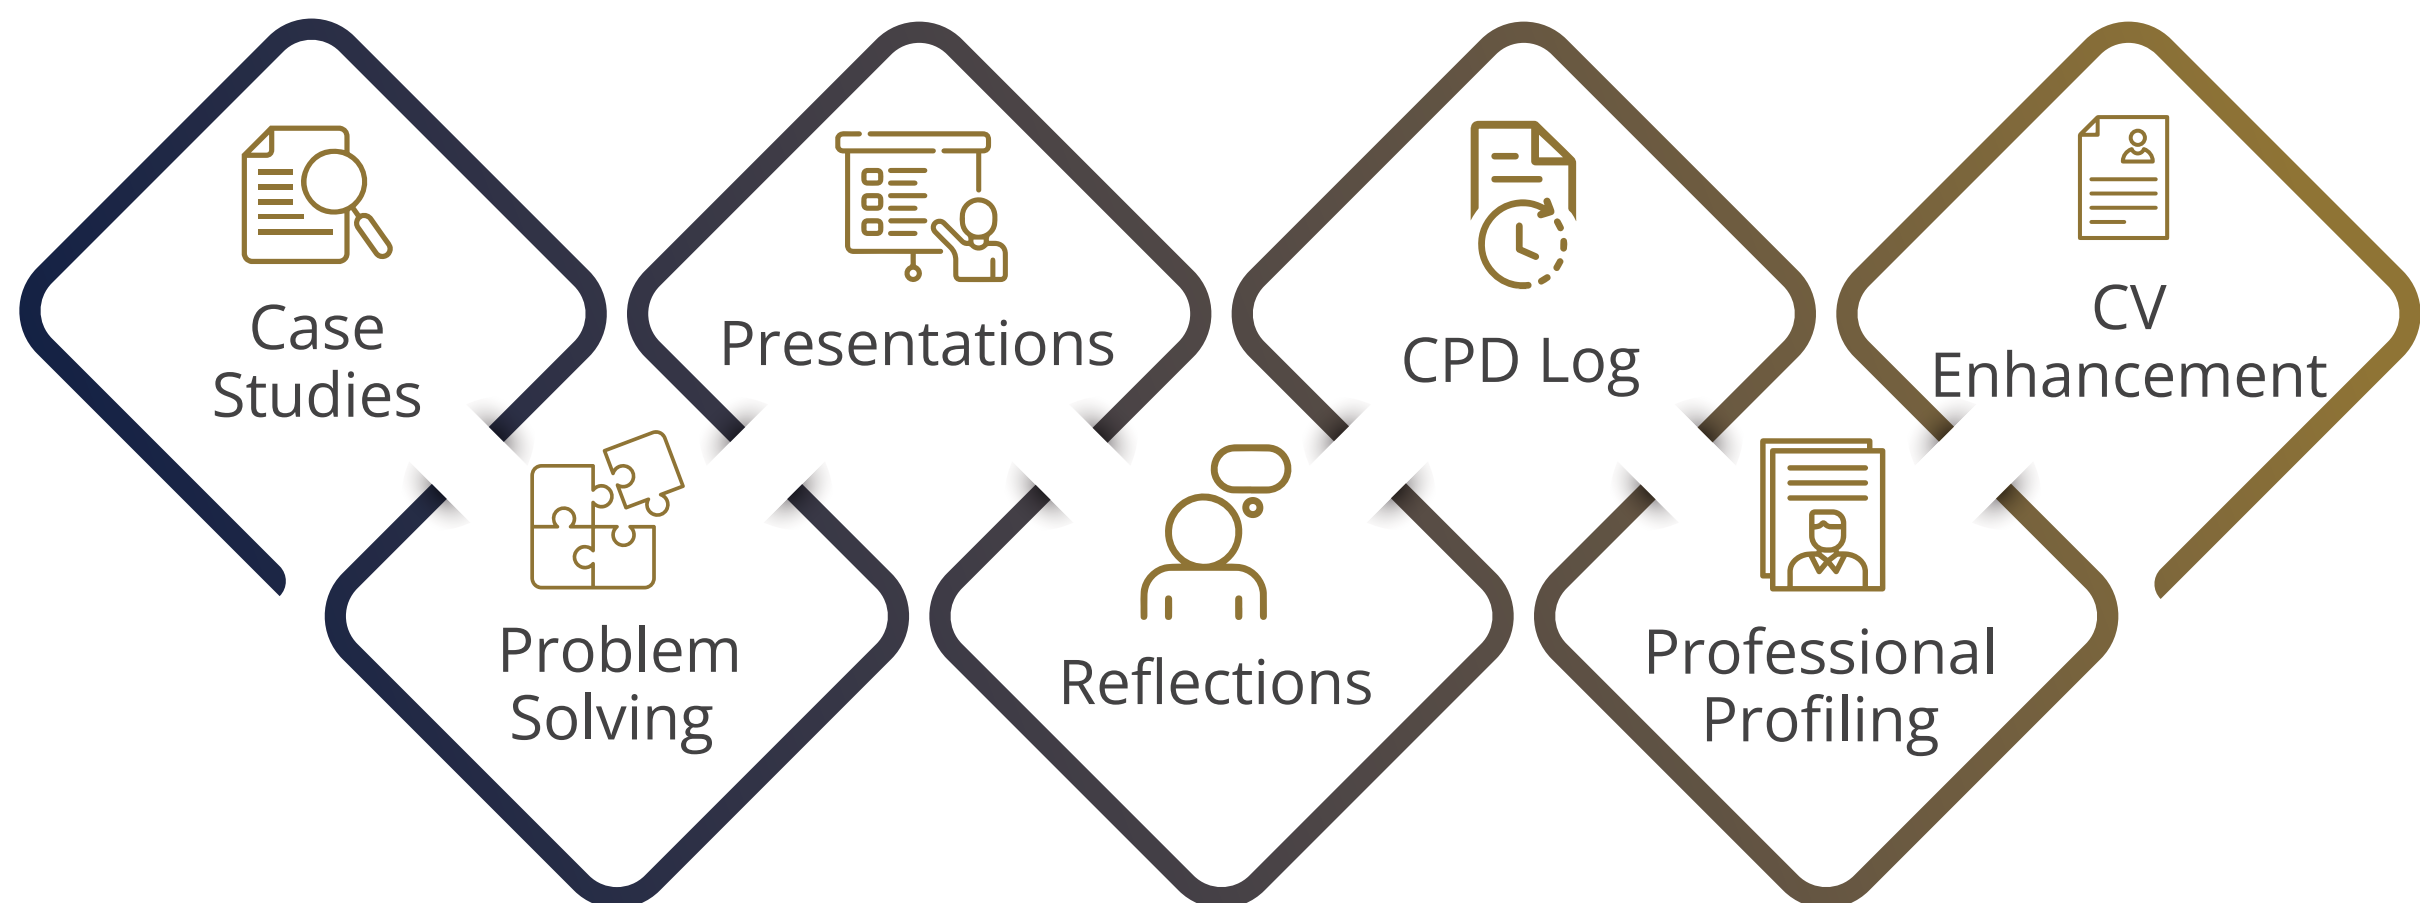 Case
Studies
Problem
Solving
Presentations
Reflections
CPD Log
Professional
Profiling
CV
Enhancement